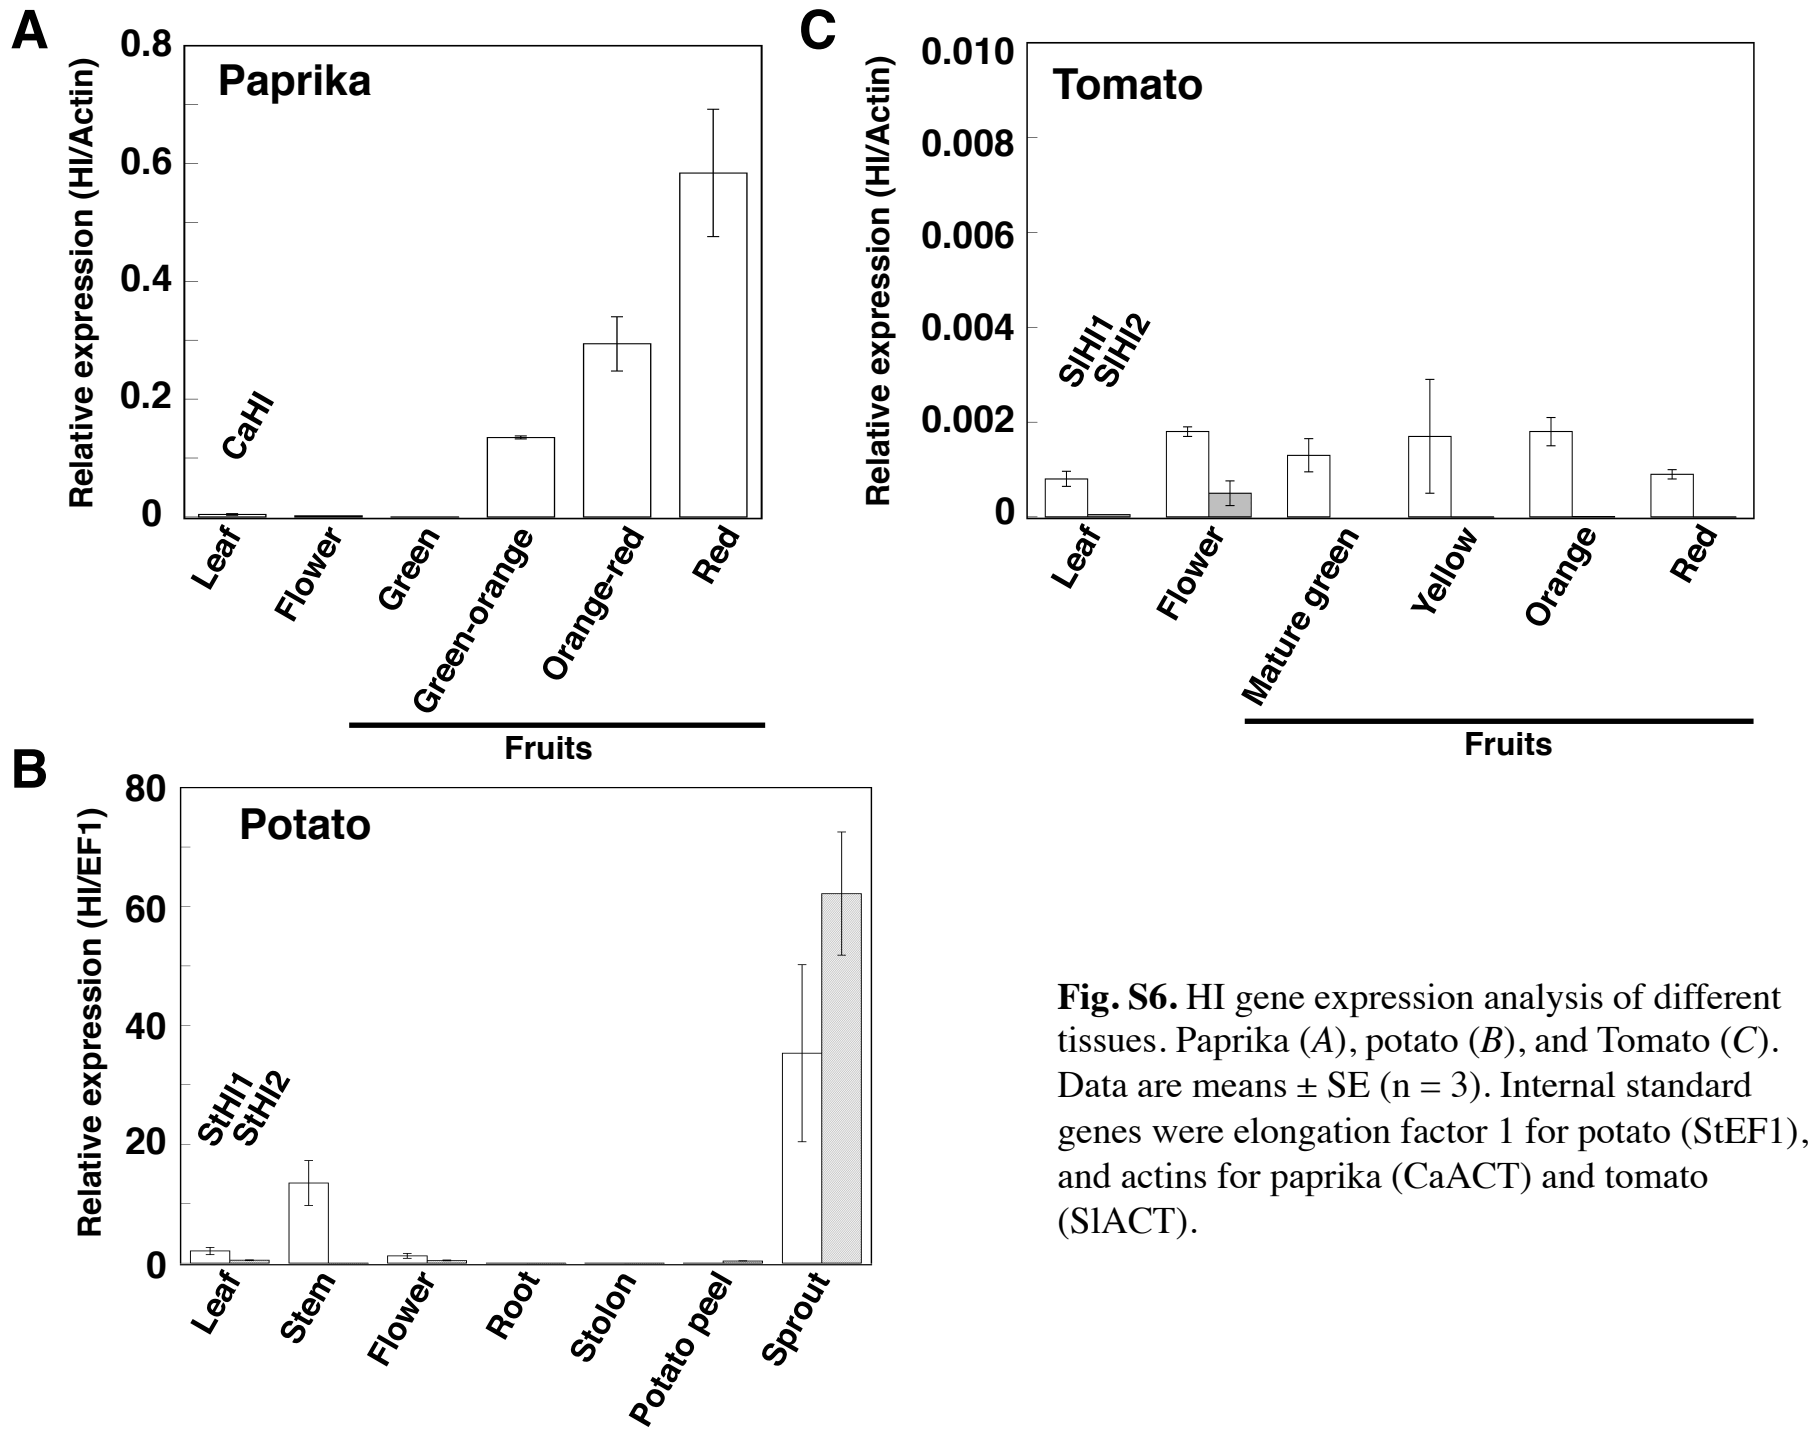 A
Paprika
Relative expression (HI/Actin)
0.8
0.6
0.4
0.2
0
CaHI
Leaf
Flower
Green
Green-orange
Orange-red
Red
Fruits
B
Potato
Relative expression (HI/EF1)
80
60
40
20
0
StHI1
StHI2
Leaf
Stem
Flower
Root
Stolon
Potato peel
Sprout
C
Tomato
Relative expression (HI/Actin)
0.010
0.008
0.006
0.004
0.002
0
SlHI1
SlHI2
Leaf
Flower
Mature green
Yellow
Orange
Red
Fruits
Fig. S6. HI gene expression analysis of different
tissues. Paprika (A), potato (B), and Tomato (C).
Data are means ± SE (n = 3). Internal standard
genes were elongation factor 1 for potato (StEF1),
and actins for paprika (CaACT) and tomato
(SlACT).